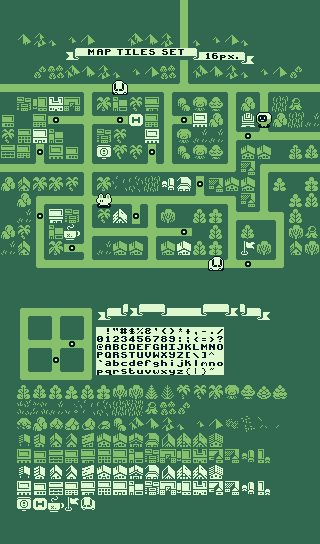 MAP TILES SET
16px.
!"#$%&'()*+,-./
0123456789:;<=>?
@ABCDEFGHIJKLMNO
PQRSTUVWXYZ[\]^
`abcdefghijklmno
pqrstuvwxyz{|}~